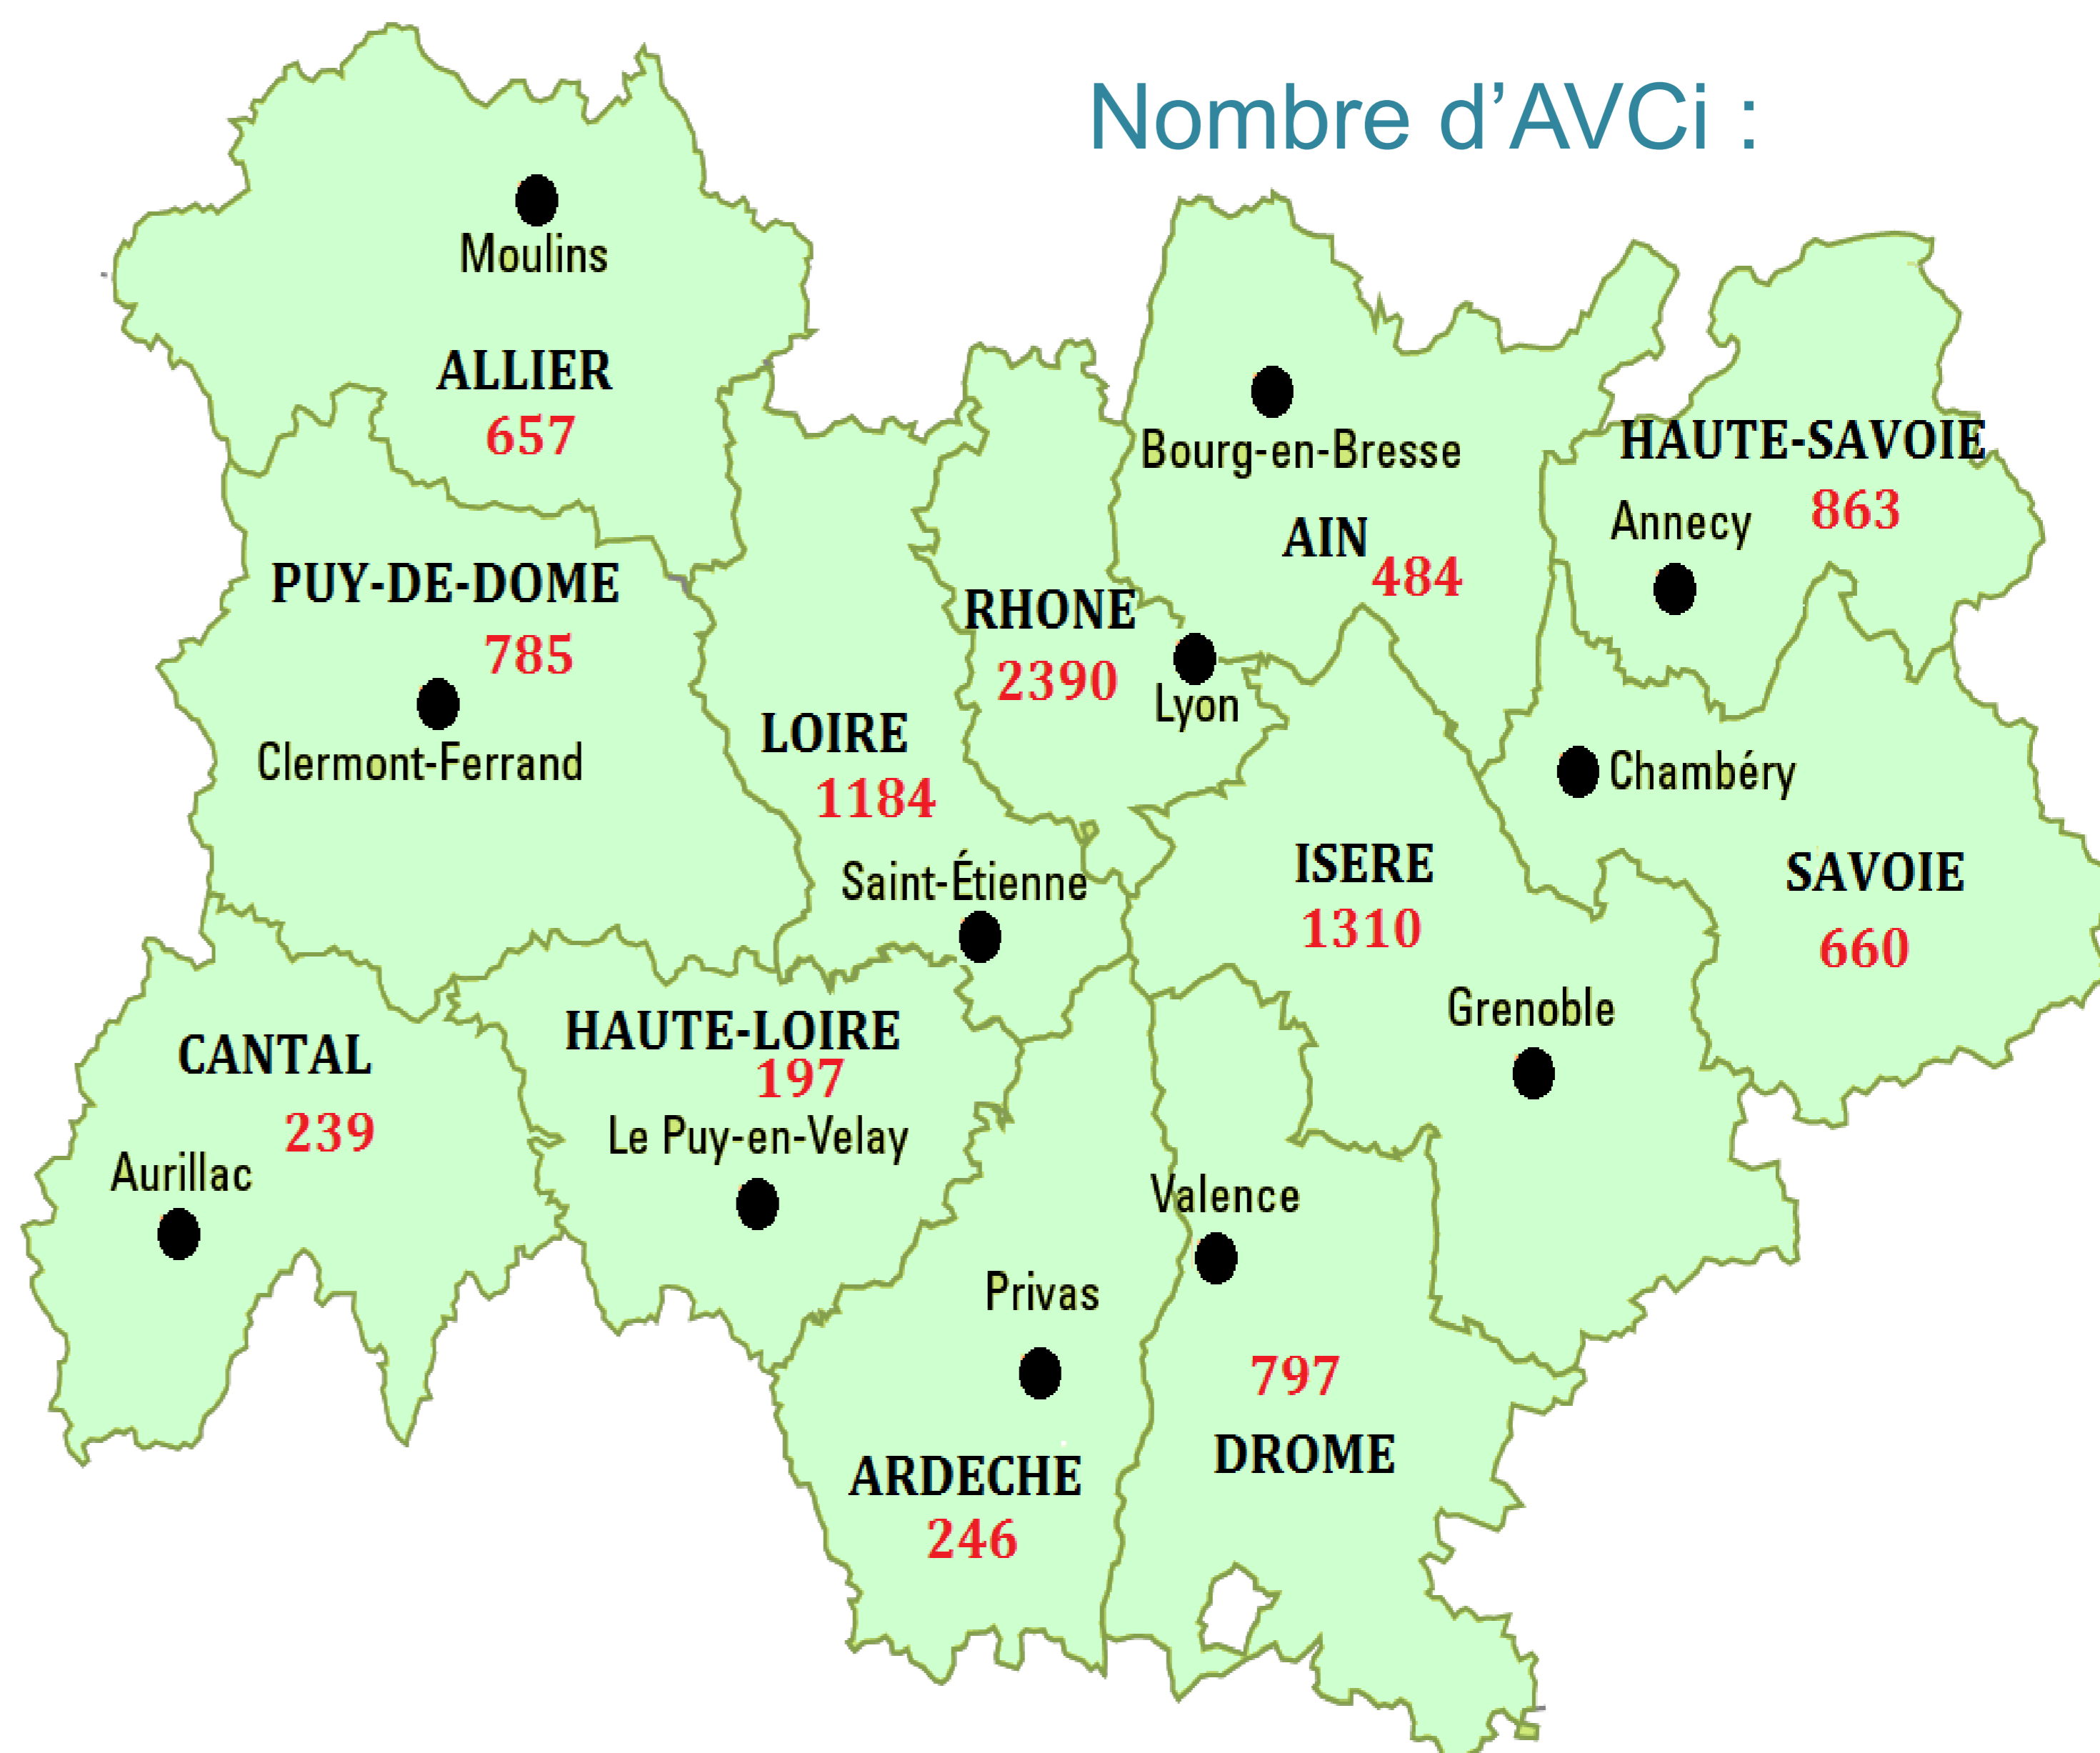 Nombre d’AVCi :
Moulins
ALLIER
657
Bourg-en-Bresse
AIN
484
HAUTE-SAVOIE
863
Annecy
PUY-DE-DOME
785
Clermont-Ferrand
LOIRE
1184
Saint-Étienne
RHONE
2390
Lyon
Chambéry
SAVOIE
660
ISERE
1310
Grenoble
CANTAL
239
Aurillac
HAUTE-LOIRE
197
Le Puy-en-Velay
Valence
797
DROME
Privas
ARDECHE
246